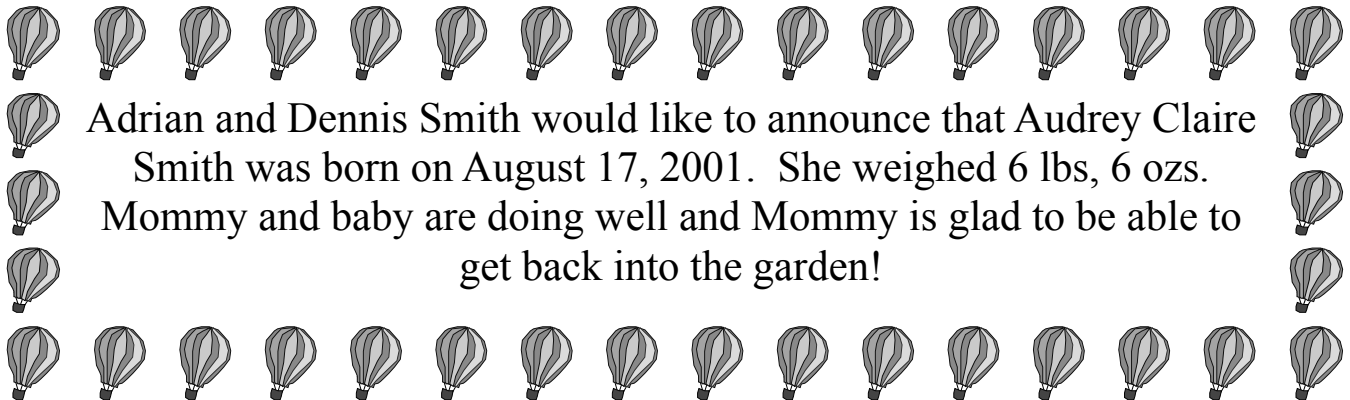 Adrian and Dennis Smith would like to announce that Audrey Claire
Smith was born on August 17, 2001.  She weighed 6 lbs, 6 ozs.
Mommy and baby are doing well and Mommy is glad to be able to
get back into the garden!